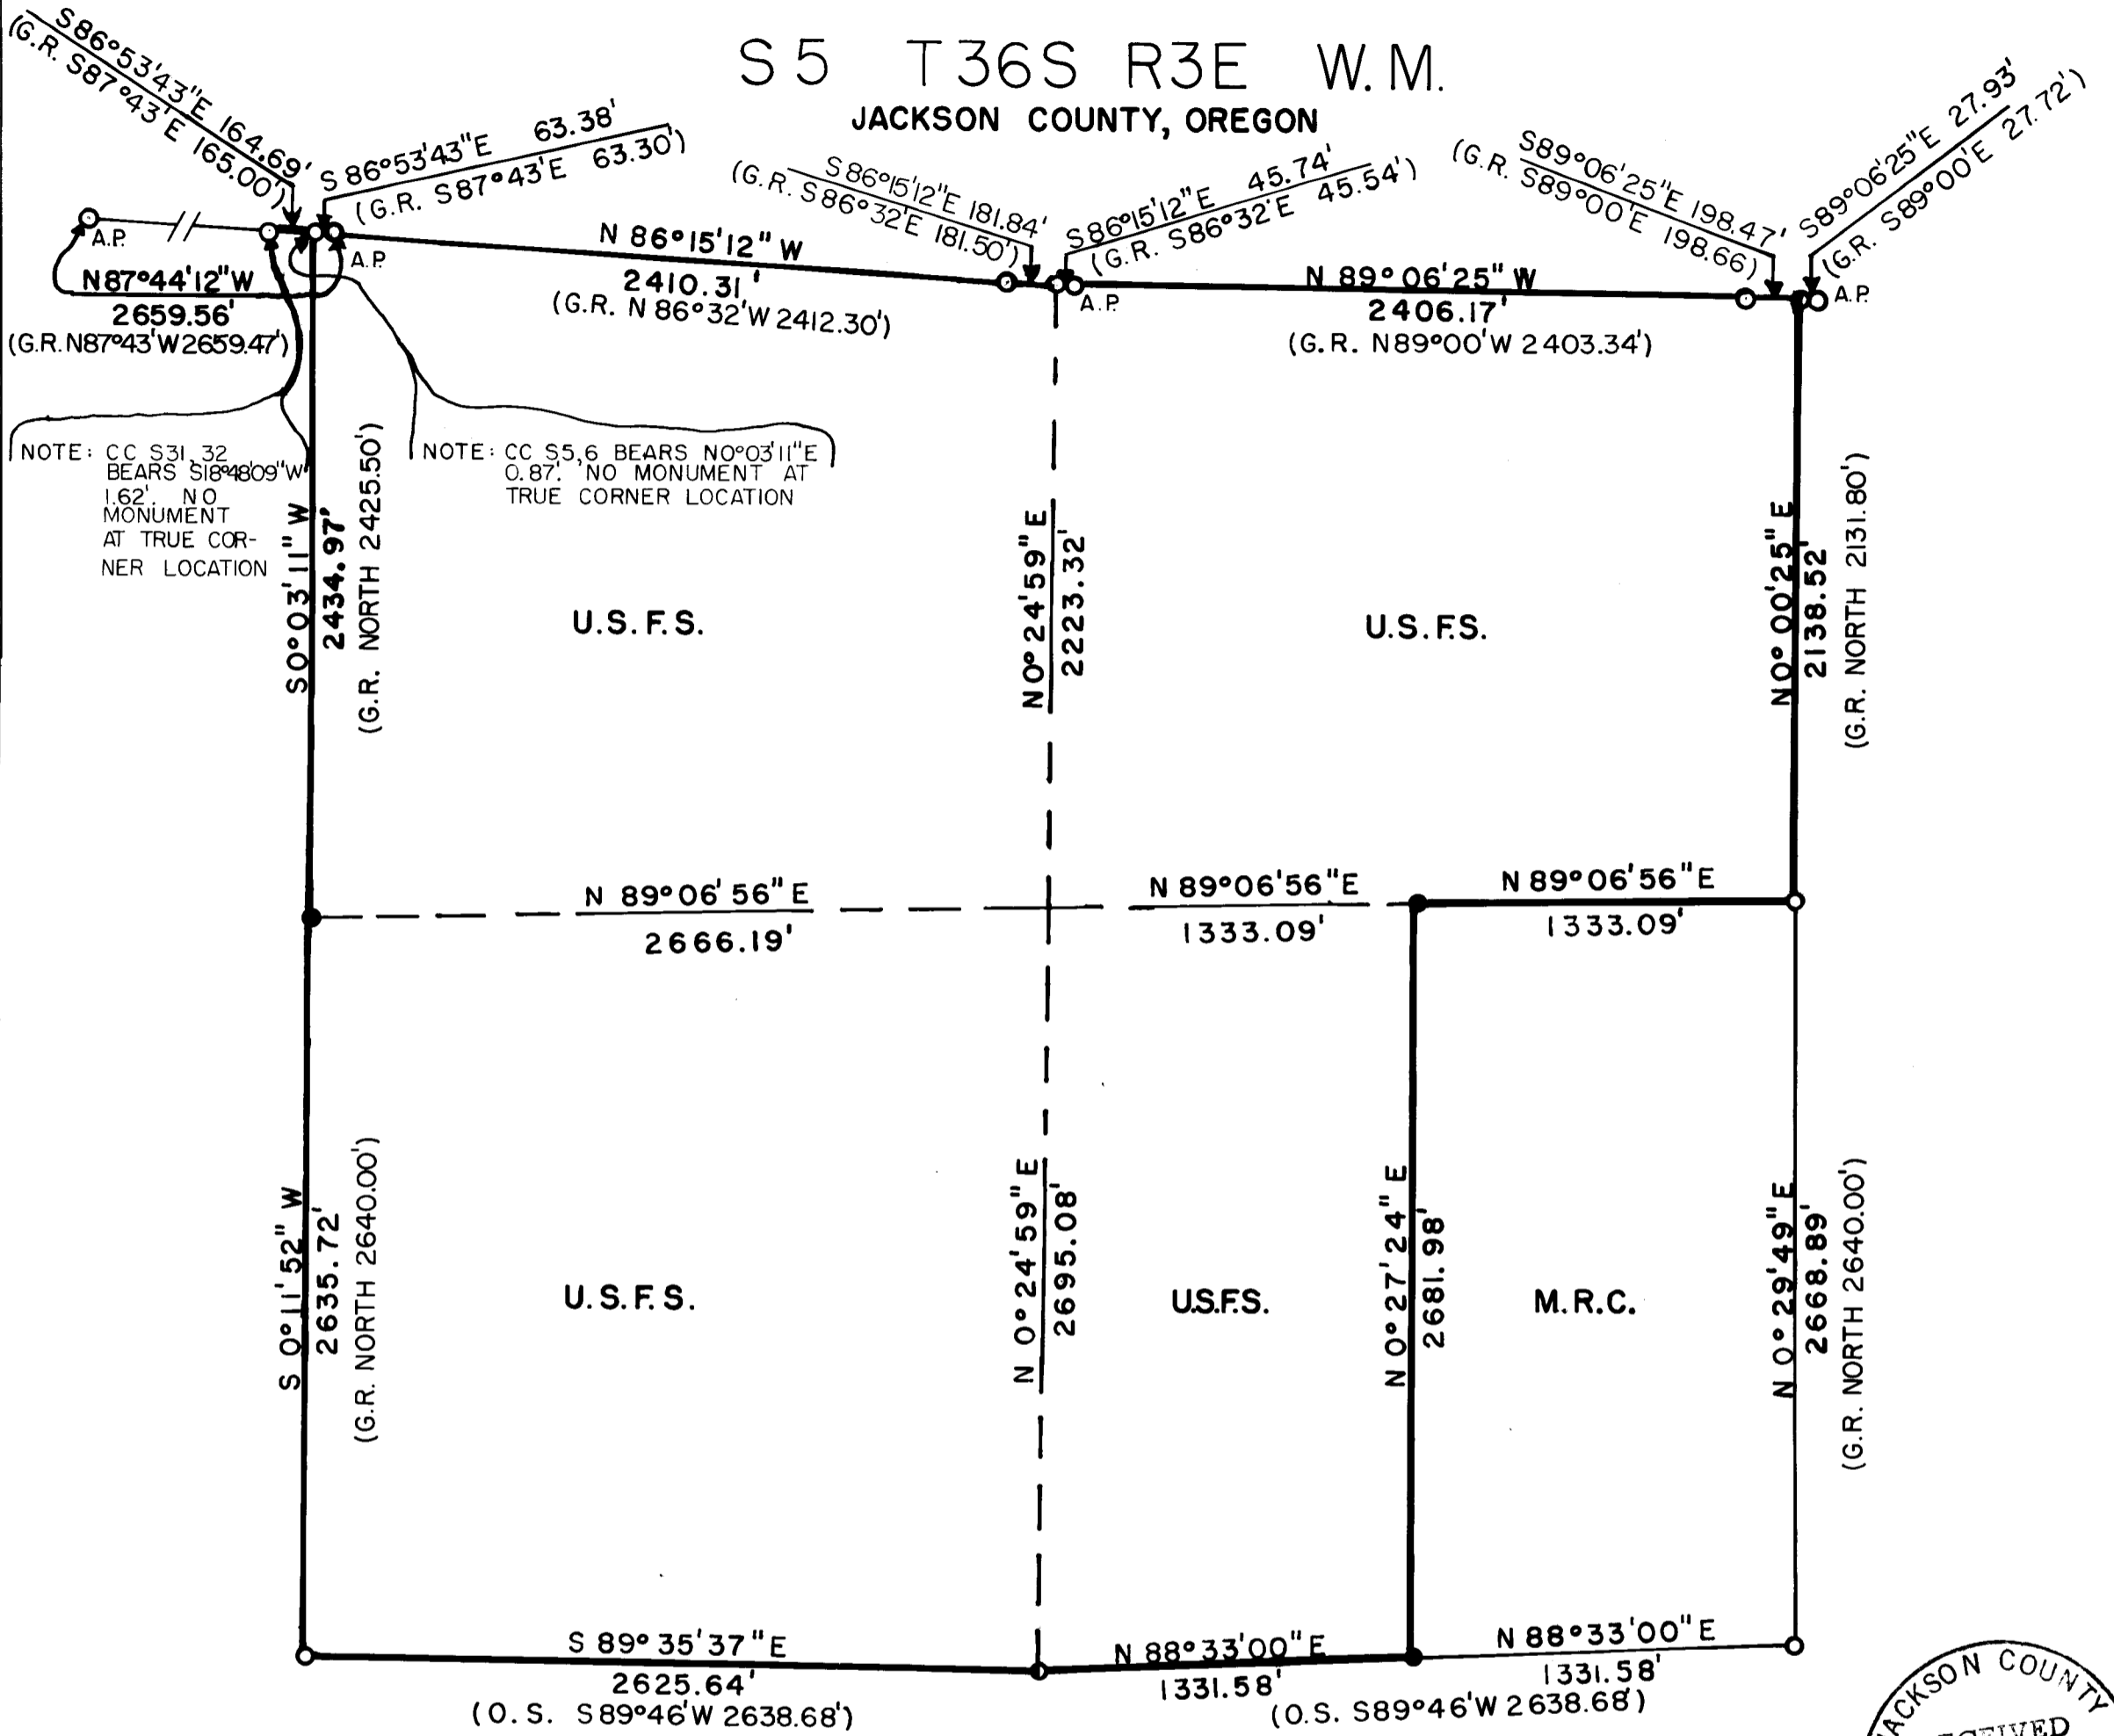 S5 T36S R3E W.M.
JACKSON COUNTY, OREGON
S86°53'43"E 164.69'
(G.R. S87°43'E 165.00')
S86°53'43"E 63.38'
(G.R. S87°43'E 63.30')
S86°15'12"E 181.84'
(G.R. S86°32'E 181.50')
S86°15'12"E 45.74'
(G.R. S86°32'E 45.54')
S89°06'25"E 198.47'
(G.R. S89°00'E 198.66)
S89°06'25"E 27.93'
(G.R. S89°00'E 27.72')
A.P.
N87°44'12"W
2659.56'
(G.R.N87°43'W2659.47')
A.P.
N 86°15'12" W
2410.31'
(G.R. N 86°32'W 2412.30')
A.P.
N 89°06'25" W
2406.17'
(G.R. N89°00'W 2403.34')
A.P.
NOTE: CC S31,32
BEARS S18°48'09"W
1.62'. NO
MONUMENT
AT TRUE COR-
NER LOCATION
NOTE: CC S5,6 BEARS N0°03'11"E
0.87'. NO MONUMENT AT
TRUE CORNER LOCATION
S 0°03'11" W
2434.97'
(G.R. NORTH 2425.50')
U.S.F.S.
N0°24'59" E
2223.32'
U.S.F.S.
N0°00'25" E
2138.52'
(G.R. NORTH 2131.80')
N 89°06'56" E
2666.19'
N 89°06'56"E
1333.09'
N 89°06'56"E
1333.09'
S 0°11'52" W
2635.72'
(G.R. NORTH 2640.00')
U.S.F.S.
N 0°24'59" E
2695.08'
U.S.F.S.
N 0°27'24" E
2681.98'
M.R.C.
N 0°29'49" E
2668.89'
(G.R. NORTH 2640.00')
S 89°35'37"E
2625.64'
(O.S. S89°46'W 2638.68')
N 88°33'00"E
1331.58'
N 88°33'00"E
1331.58'
(O.S. S89°46'W 2638.68')
JACKSON COUNTY
RECEIVED